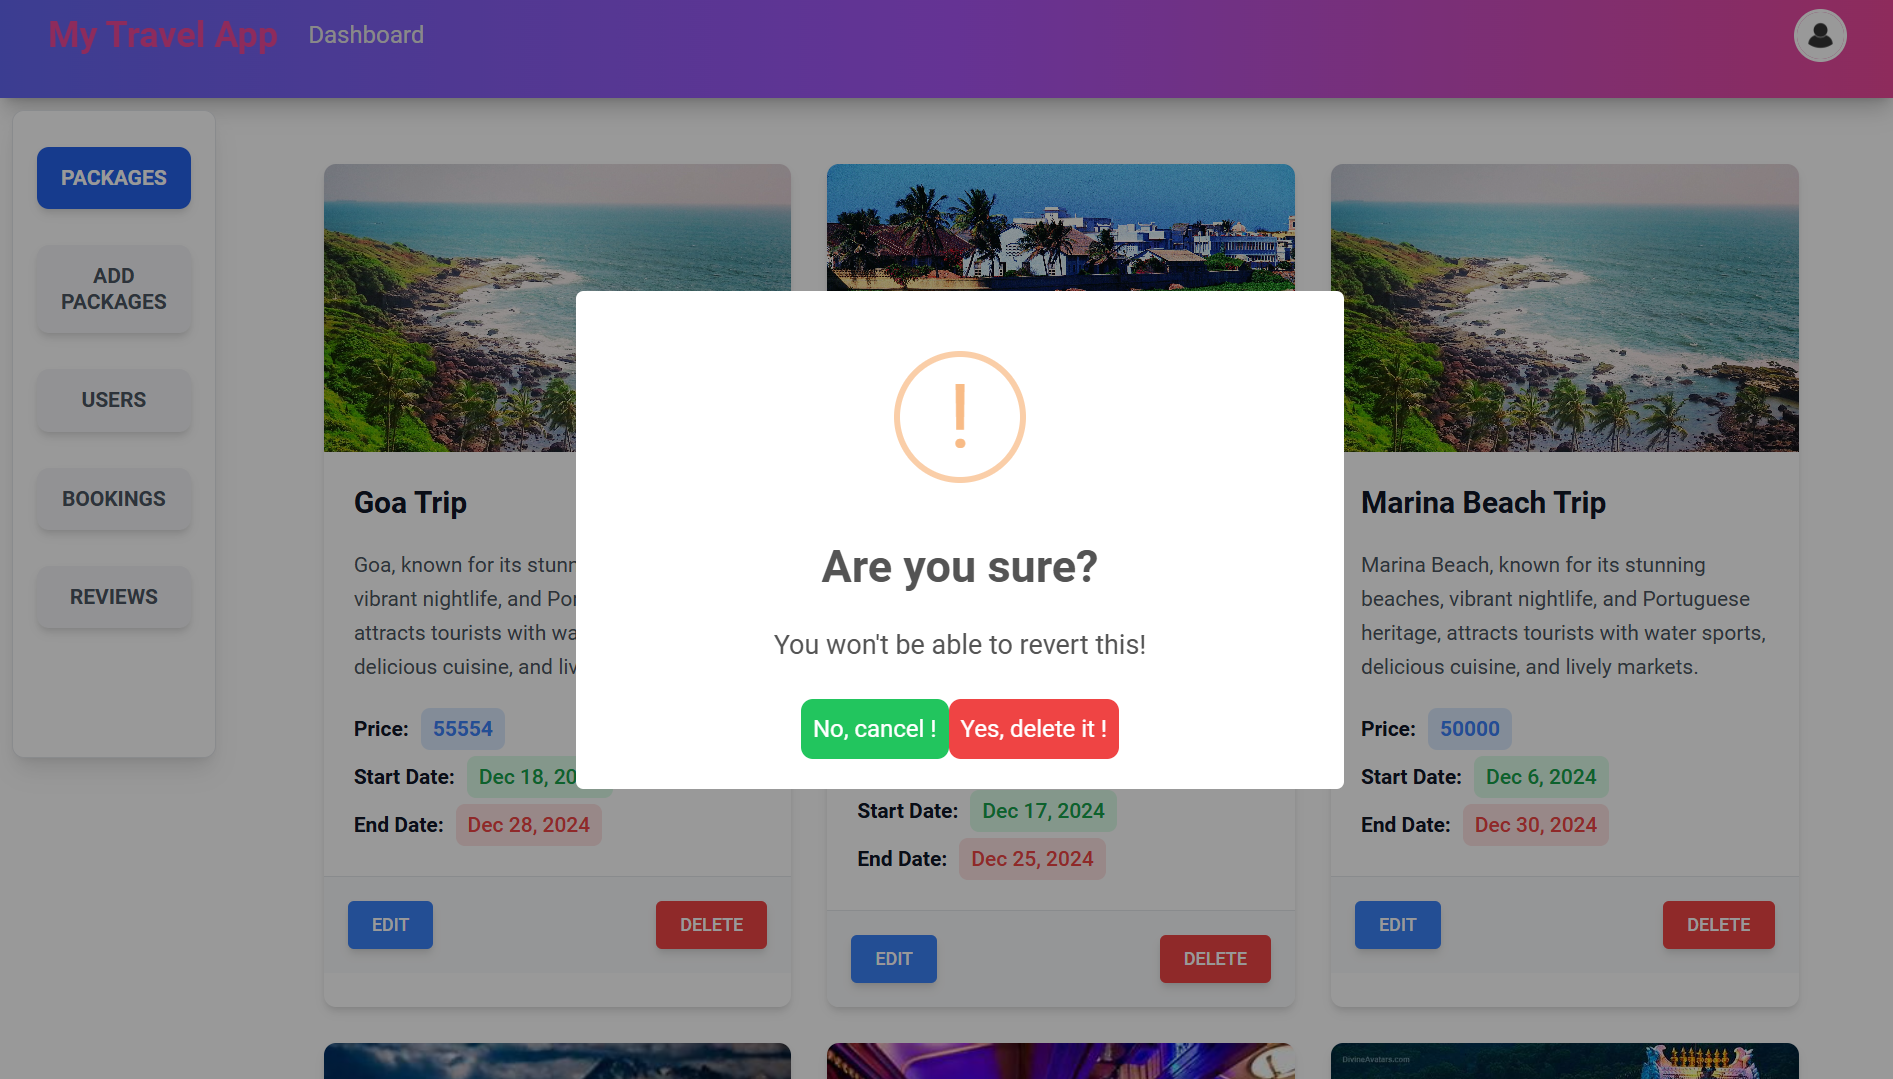 My Travel App
Dashboard
PACKAGES
ADD
PACKAGES
USERS
BOOKINGS
REVIEWS
Goa Trip
Goa, known for its
vibrant nightlife, and
attracts tourists with
delicious cuisine, and
Price: 55554
Start Date: Dec 18,
End Date: Dec 28, 2024
EDIT
DELETE
!
Are you sure?
You won't be able to revert this!
No, cancel !
Yes, delete it !
Start Date: Dec 17, 2024
End Date: Dec 25, 2024
EDIT
DELETE
Marina Beach Trip
Marina Beach, known for its stunning
beaches, vibrant nightlife, and Portuguese
heritage, attracts tourists with water sports,
delicious cuisine, and lively markets.
Price: 50000
Start Date: Dec 6, 2024
End Date: Dec 30, 2024
EDIT
DELETE
DivineAvataers.com